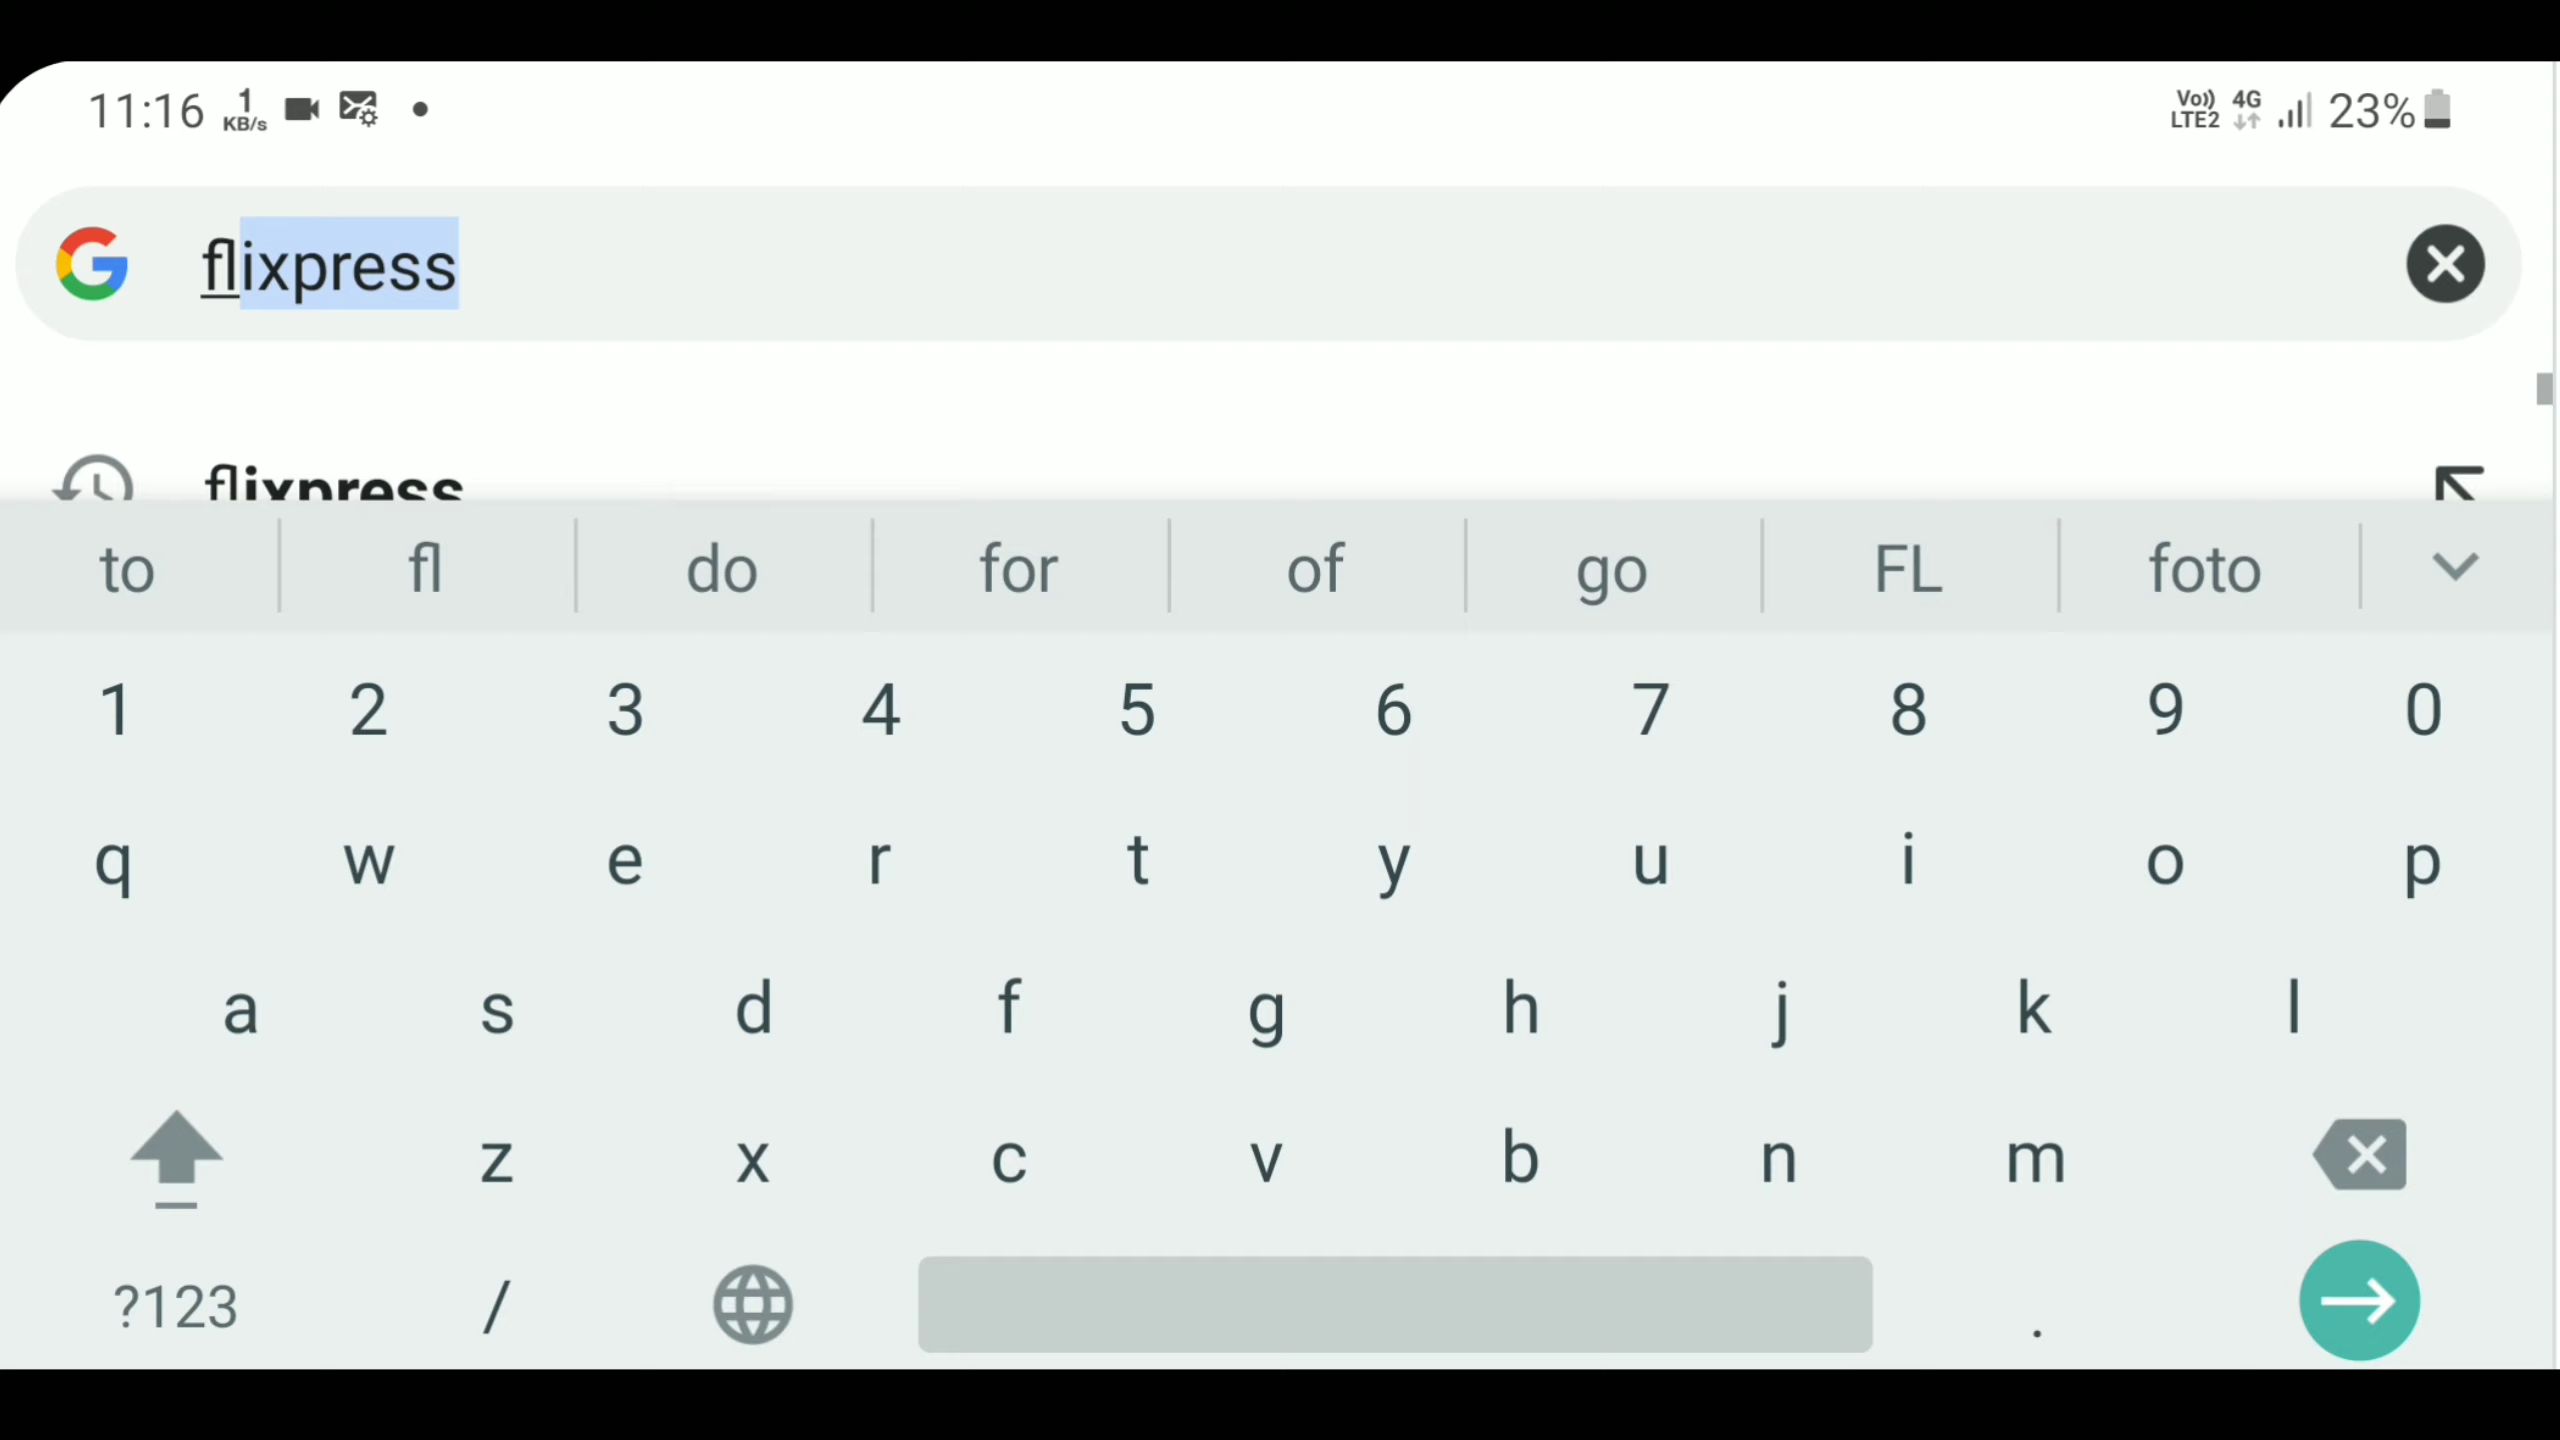 11:16 1 KB/s Vo)) LTE2 4G 23%
flixpress
flixpress
to fl do for of go FL foto
1 2 3 4 5 6 7 8 9 0
q w e r t y u i o p
a s d f g h j k l
z x c v b n m
?123 / .